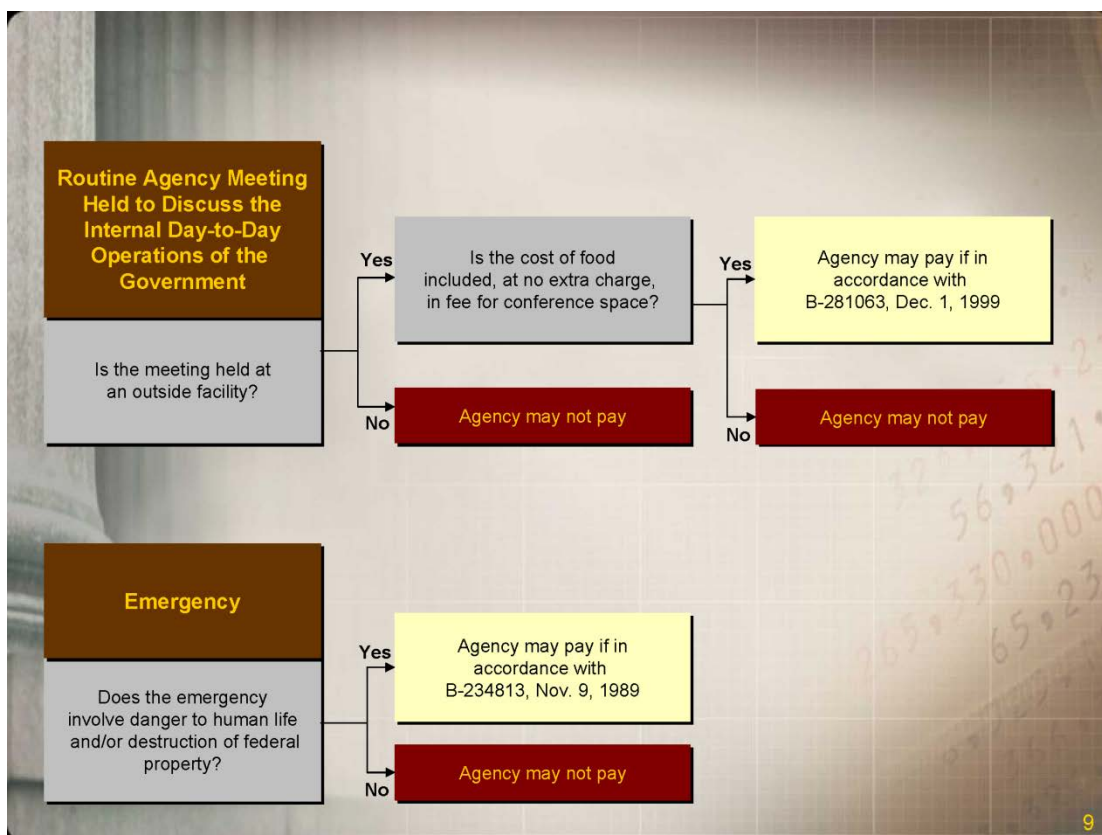 Routine Agency Meeting
Held to Discuss the
Internal Day-to-Day
Operations of the
Government
Is the meeting held at
an outside facility?
Yes
Is the cost of food
included, at no extra charge,
in fee for conference space?
Yes
Agency may pay if in
accordance with
B-281063, Dec. 1, 1999
No
Agency may not pay
No
Agency may not pay
Emergency
Does the emergency
involve danger to human life
and/or destruction of federal
property?
Yes
Agency may pay if in
accordance with
B-234813, Nov. 9, 1989
No
Agency may not pay
9